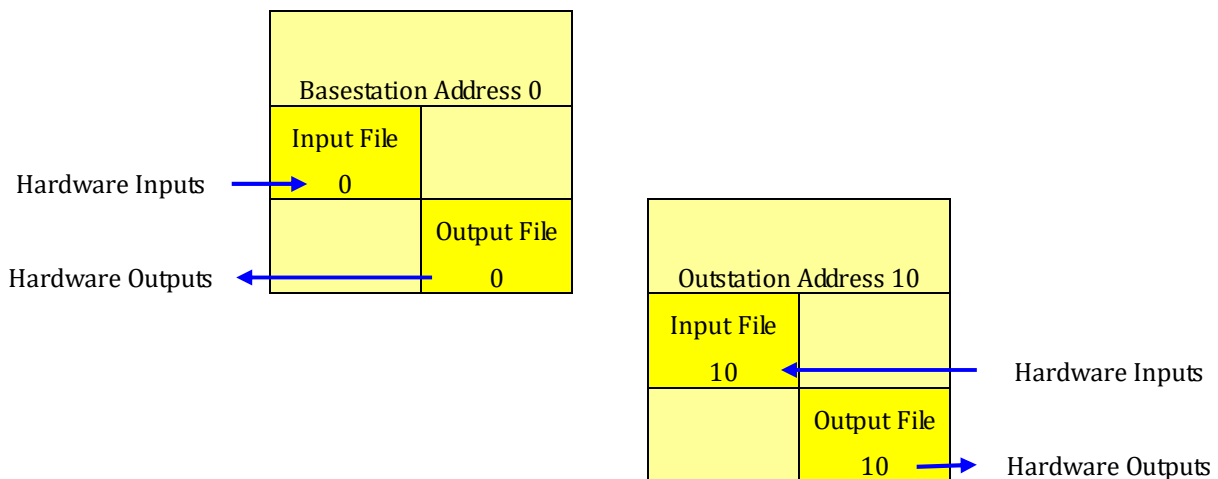 Basestation Address 0
Input File
0
Hardware Inputs
Output File
0
Hardware Outputs
Outstation Address 10
Input File
10
Hardware Inputs
Output File
10
Hardware Outputs